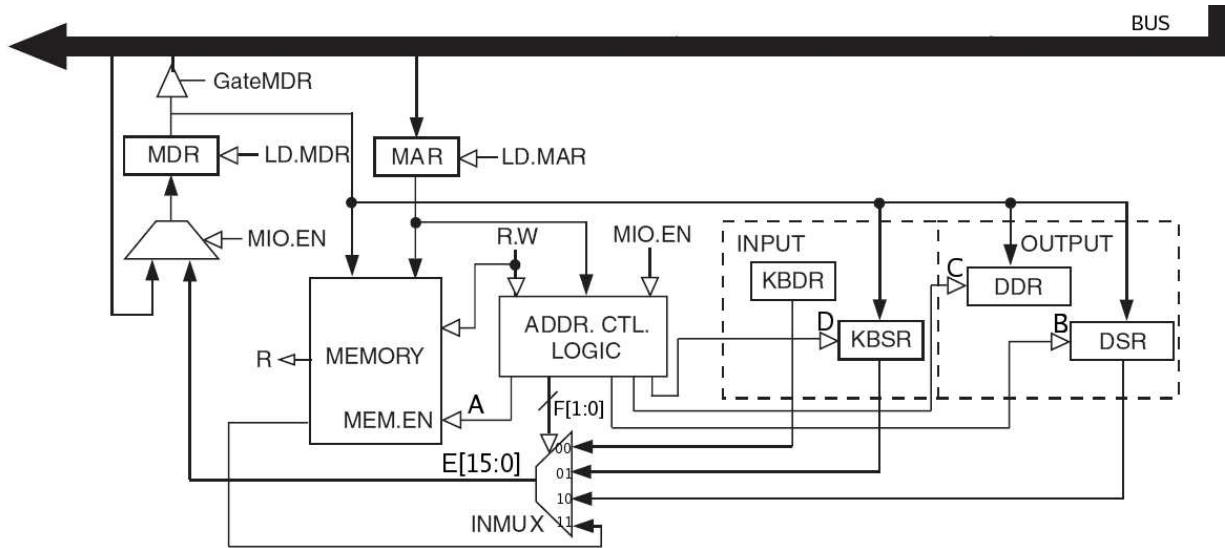 BUS
GateMDR
MDR
LD.MDR
MAR
LD.MAR
MIO.EN
R.W
MIO.EN
INPUT
OUTPUT
KBDR
C
DDR
ADDR. CTL.
LOGIC
D
KBSR
B
DSR
R
MEMORY
MEM.EN
A
F[1:0]
E[15:0]
00
01
10
11
INMUX